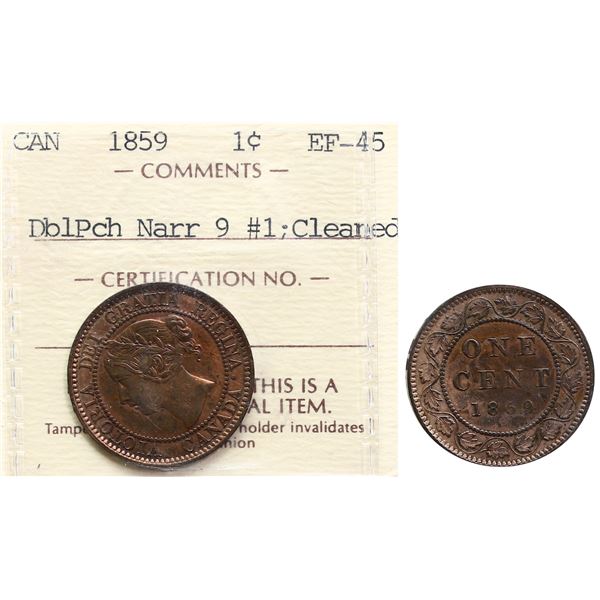 CAN 1859 1¢ EF-45
— COMMENTS —
DblPch Narr 9 #1;Cleaned
— CERTIFICATION NO. —
THIS IS A
AL ITEM.
Tamp
holder invalidates
nion
VICTORIA DEI GRATIA REGINA. CANADA
ONE
CENT
1859